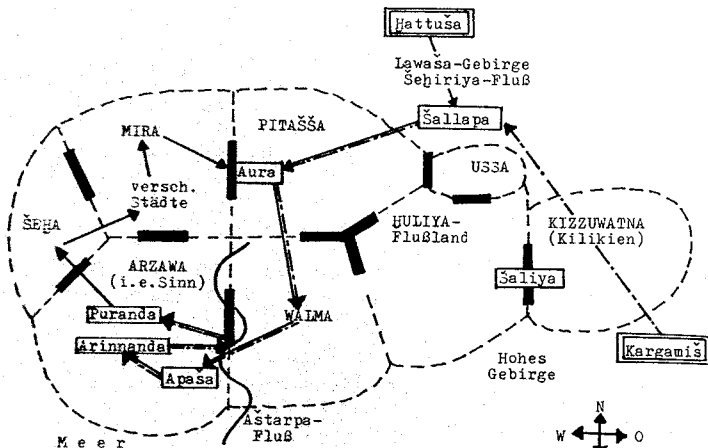 Ḫattuša
Lawaša-Gebirge
Šeḫiriya-Fluß
Šallapa
PITAŠŠA
MIRA
Aura
USSA
versch.
Städte
ŠEḪA
ḪULIYA-
Flußland
KIZZUWATNA
(Kilikien)
ARZAWA
(i.e.Sinn)
Šaliya
Puranda
WALMA
Arinnanda
Kargamiš
Apaša
Hohes
Gebirge
Aštarpa-
Fluß
Meer
N
W O